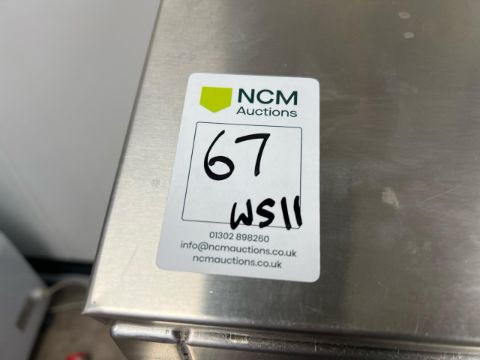 NCM
Auctions
67
WS11
01302 898260
info@ncmauctions.co.uk
ncmauctions.co.uk